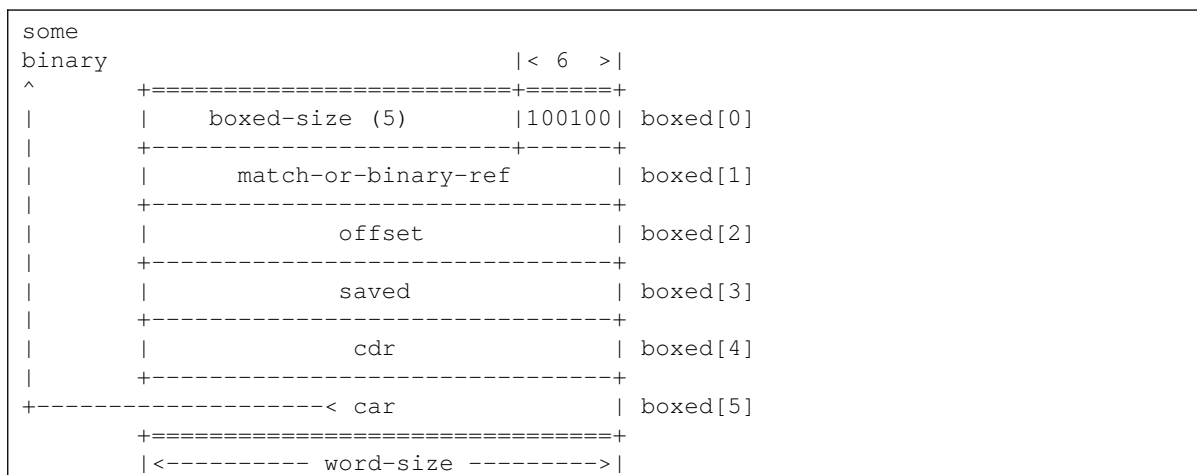 some
binary                            |< 6  >|
^       +=========================+======+
|       |    boxed-size (5)       |100100| boxed[0]
|       +-------------------------+------+
|       |      match-or-binary-ref       | boxed[1]
|       +--------------------------------+
|       |             offset             | boxed[2]
|       +--------------------------------+
|       |             saved              | boxed[3]
|       +--------------------------------+
|       |              cdr               | boxed[4]
|       +--------------------------------+
+--------------------< car               | boxed[5]
        +================================+
        |<---------- word-size --------->|